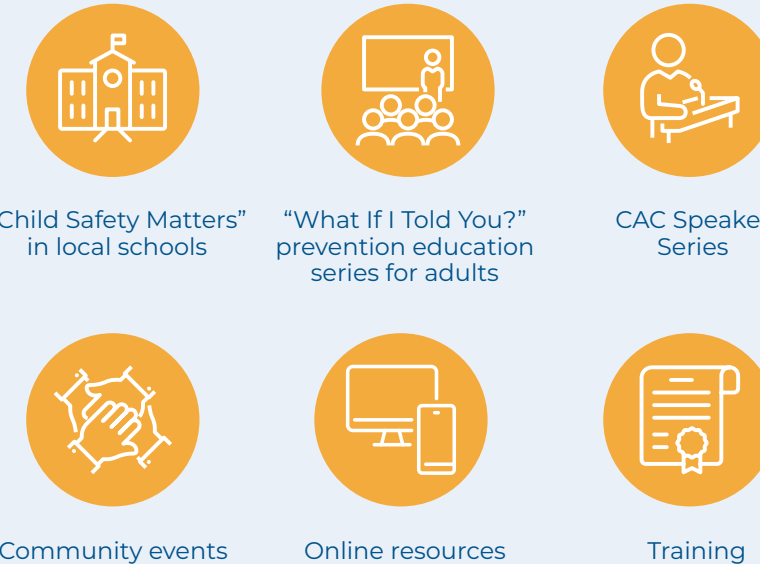 Child Safety Matters”
in local schools
“What If I Told You?”
prevention education
series for adults
CAC Speake
Series
Community events
Online resources
Training